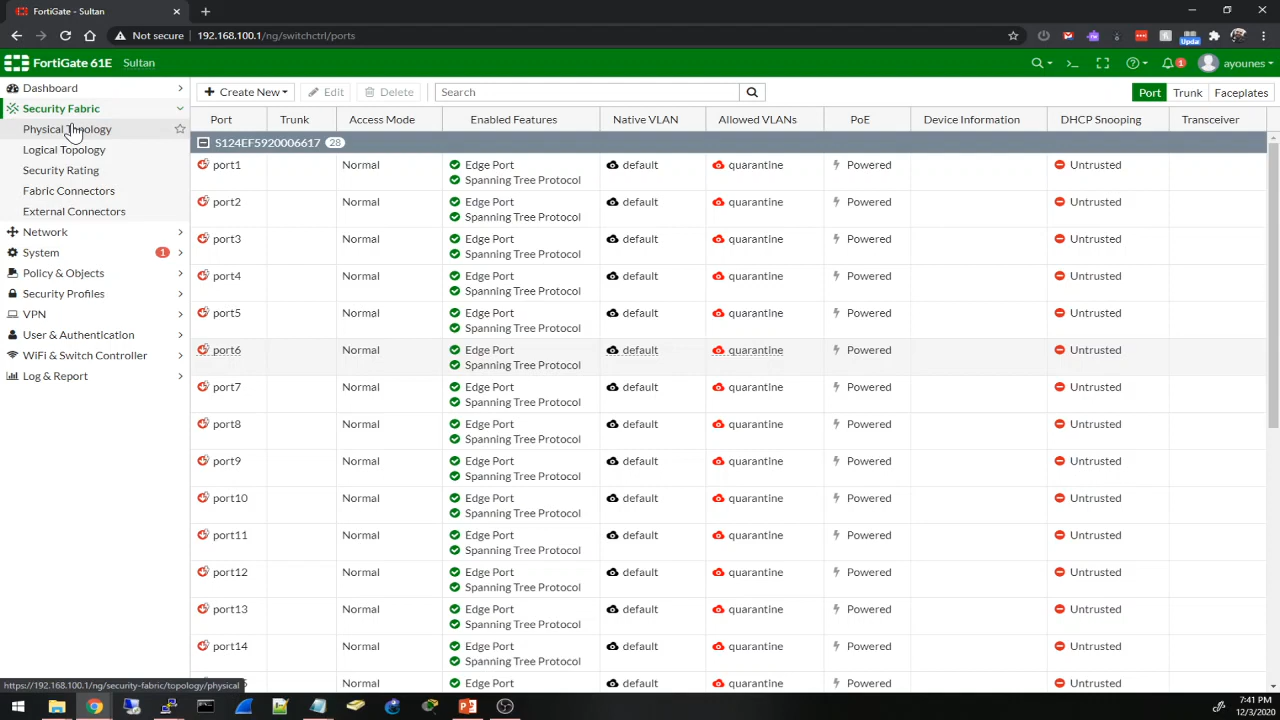 FortiGate - Sultan
Not secure 192.168.100.1/ng/switchctrl/ports
FortiGate 61E Sultan
1 ayounes
Dashboard
Security Fabric
Physical Topology
Logical Topology
Security Rating
Fabric Connectors
External Connectors
Network
System 1
Policy & Objects
Security Profiles
VPN
User & Authentication
WiFi & Switch Controller
Log & Report
Create New Edit Delete Search Port Trunk Faceplates
Port Trunk Access Mode Enabled Features Native VLAN Allowed VLANs PoE Device Information DHCP Snooping Transceiver
S124EF5920006617 28
port1 Normal Edge Port default quarantine Powered Untrusted
Spanning Tree Protocol
port2 Normal Edge Port default quarantine Powered Untrusted
Spanning Tree Protocol
port3 Normal Edge Port default quarantine Powered Untrusted
Spanning Tree Protocol
port4 Normal Edge Port default quarantine Powered Untrusted
Spanning Tree Protocol
port5 Normal Edge Port default quarantine Powered Untrusted
Spanning Tree Protocol
port6 Normal Edge Port default quarantine Powered Untrusted
Spanning Tree Protocol
port7 Normal Edge Port default quarantine Powered Untrusted
Spanning Tree Protocol
port8 Normal Edge Port default quarantine Powered Untrusted
Spanning Tree Protocol
port9 Normal Edge Port default quarantine Powered Untrusted
Spanning Tree Protocol
port10 Normal Edge Port default quarantine Powered Untrusted
Spanning Tree Protocol
port11 Normal Edge Port default quarantine Powered Untrusted
Spanning Tree Protocol
port12 Normal Edge Port default quarantine Powered Untrusted
Spanning Tree Protocol
port13 Normal Edge Port default quarantine Powered Untrusted
Spanning Tree Protocol
port14 Normal Edge Port default quarantine Powered Untrusted
Spanning Tree Protocol
Normal Edge Port default quarantine Powered Untrusted
https://192.168.100.1/ng/security-fabric/topology/physical
7:41 PM
12/3/2020